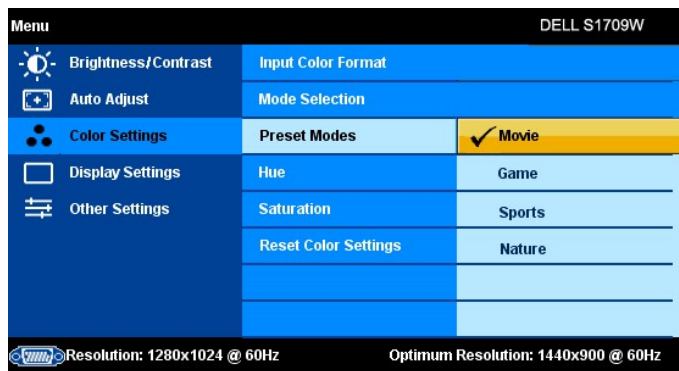 Menu DELL S1709W
Brightness/Contrast Input Color Format
Auto Adjust Mode Selection
Color Settings Preset Modes Movie
Display Settings Hue Game
Other Settings Saturation Sports
Reset Color Settings Nature
Resolution: 1280x1024 @ 60Hz Optimum Resolution: 1440x900 @ 60Hz